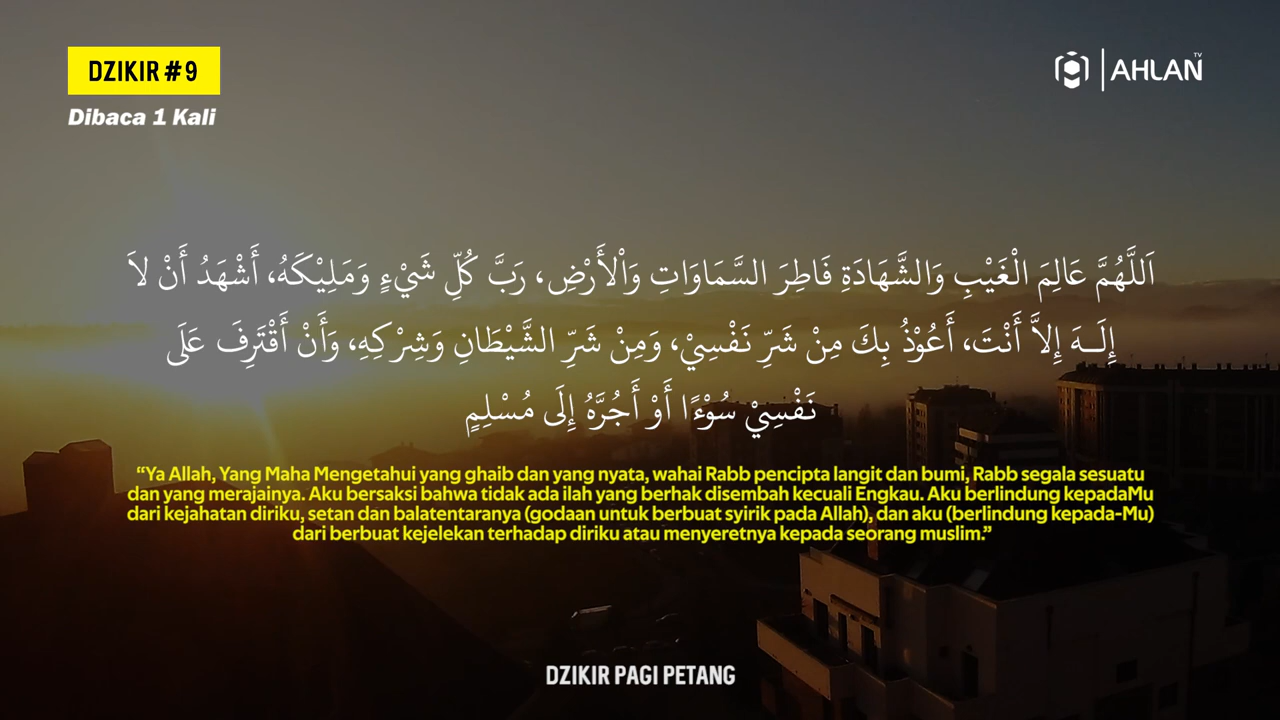 DZIKIR #9
Dibaca 1 Kali
AHLAN TV
اَللَّهُمَّ عَالِمَ الْغَيْبِ وَالشَّهَادَةِ فَاطِرَ السَّمَاوَاتِ وَاْلأَرْضِ، رَبَّ كُلِّ شَيْءٍ وَمَلِيْكَهُ، أَشْهَدُ أَنْ لاَ
إِلَـهَ إِلاَّ أَنْتَ، أَعُوْذُ بِكَ مِنْ شَرِّ نَفْسِيْ، وَمِنْ شَرِّ الشَّيْطَانِ وَشِرْكِهِ، وَأَنْ أَقْتَرِفَ عَلَى
نَفْسِيْ سُوْءًا أَوْ أَجُرَّهُ إِلَى مُسْلِمٍ
“Ya Allah, Yang Maha Mengetahui yang ghaib dan yang nyata, wahai Rabb pencipta langit dan bumi, Rabb segala sesuatu
dan yang merajainya. Aku bersaksi bahwa tidak ada ilah yang berhak disembah kecuali Engkau. Aku berlindung kepadaMu
dari kejahatan diriku, setan dan balatentaranya (godaan untuk berbuat syirik pada Allah), dan aku (berlindung kepada-Mu)
dari berbuat kejelekan terhadap diriku atau menyeretnya kepada seorang muslim.”
DZIKIR PAGI PETANG